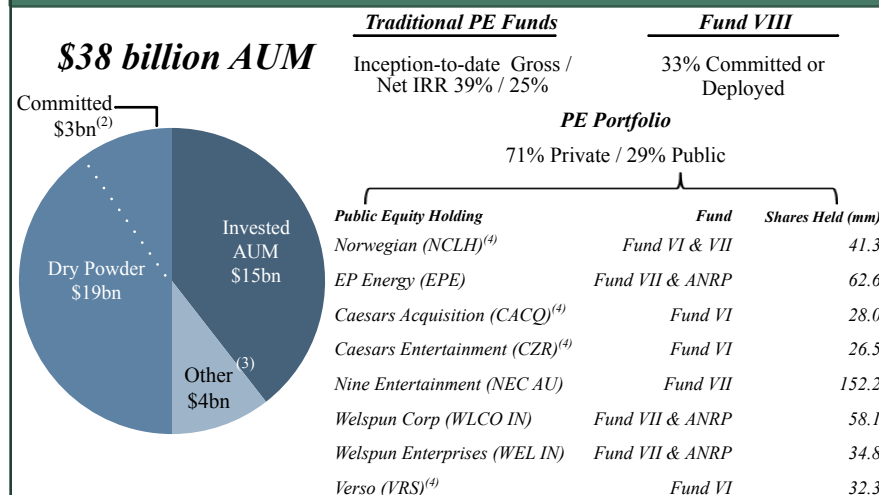 $38 billion AUM
Committed
$3bn(2)
Dry Powder
$19bn
Invested
AUM
$15bn
(3)
Other
$4bn
Traditional PE Funds
Inception-to-date Gross /
Net IRR 39% / 25%
Fund VIII
33% Committed or
Deployed
PE Portfolio
71% Private / 29% Public
Public Equity Holding Fund Shares Held (mm)
Norwegian (NCLH)(4) Fund VI & VII 41.3
EP Energy (EPE) Fund VII & ANRP 62.6
Caesars Acquisition (CACQ)(4) Fund VI 28.0
Caesars Entertainment (CZR)(4) Fund VI 26.5
Nine Entertainment (NEC AU) Fund VII 152.2
Welspun Corp (WLCO IN) Fund VII & ANRP 58.1
Welspun Enterprises (WEL IN) Fund VII & ANRP 34.8
Verso (VRS)(4) Fund VI 32.3